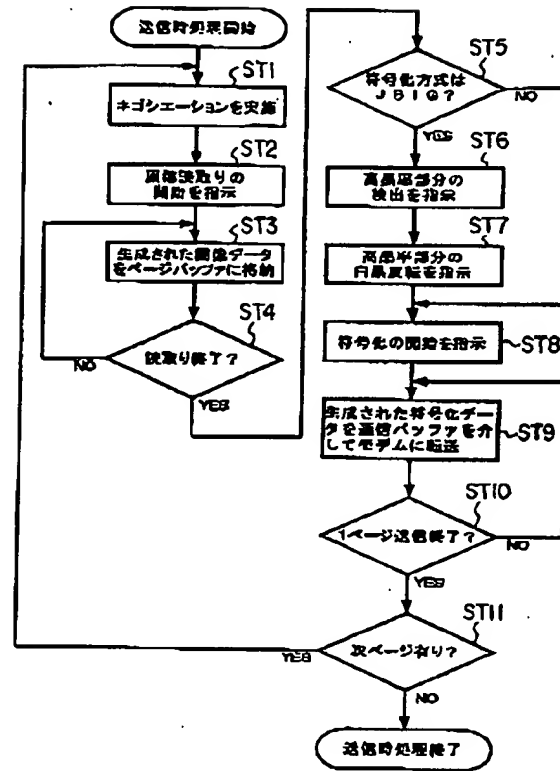 送信時処理開始
ST1
ネゴシエーションを実施
ST2
原稿読取りの
開始を指示
ST3
生成された画像データ
をページバッファに格納
ST4
読取り終了?
NO
YES
ST5
符号化方式は
JBIG?
NO
YES
ST6
高黒率部分の
検出を指示
ST7
高黒率部分の
白黒反転を指示
符号化の開始を指示
ST8
生成された符号化デー
タを通信バッファを介
してモデムに転送
ST9
ST10
1ページ送信終了?
NO
YES
ST11
次ページ有り?
YES
NO
送信時処理終了